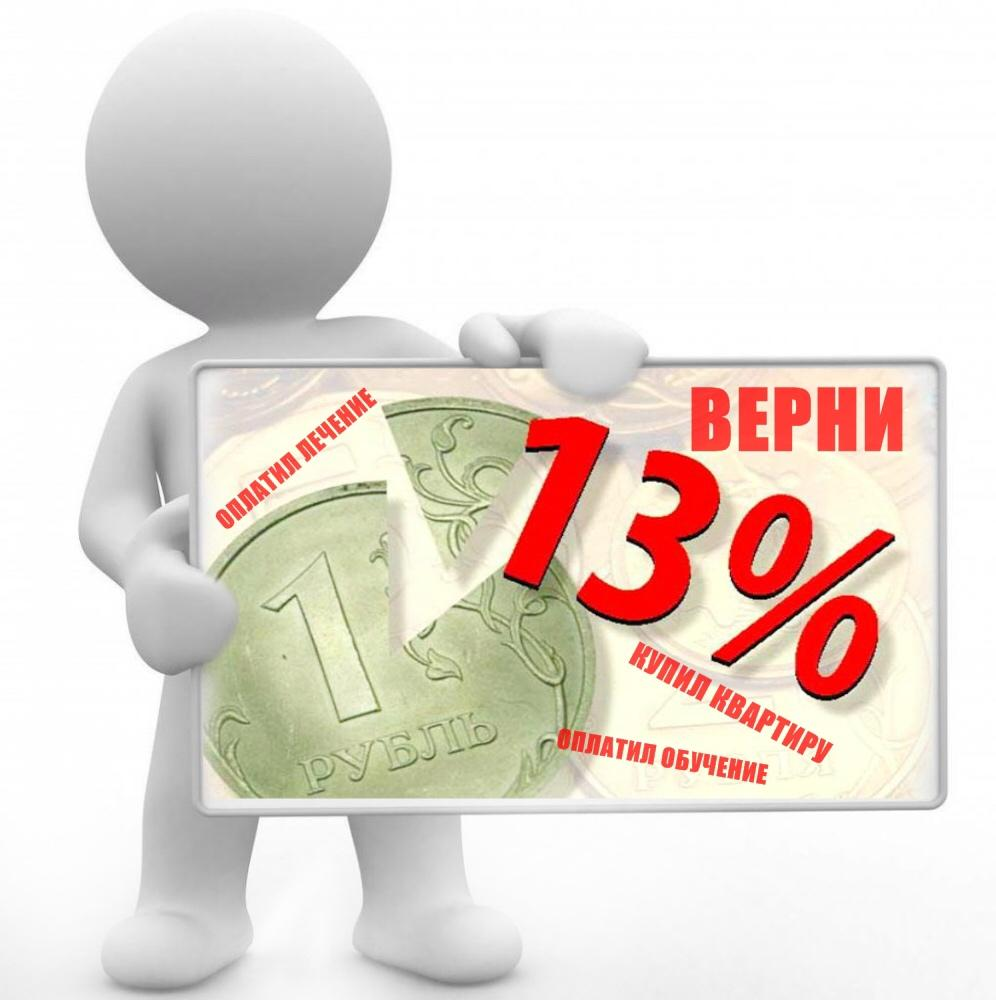 ВЕРНИ
13%
ОПЛАТИЛ ЛЕЧЕНИЕ
КУПИЛ КВАРТИРУ
ОПЛАТИЛ ОБУЧЕНИЕ
1
РУБЛЬ